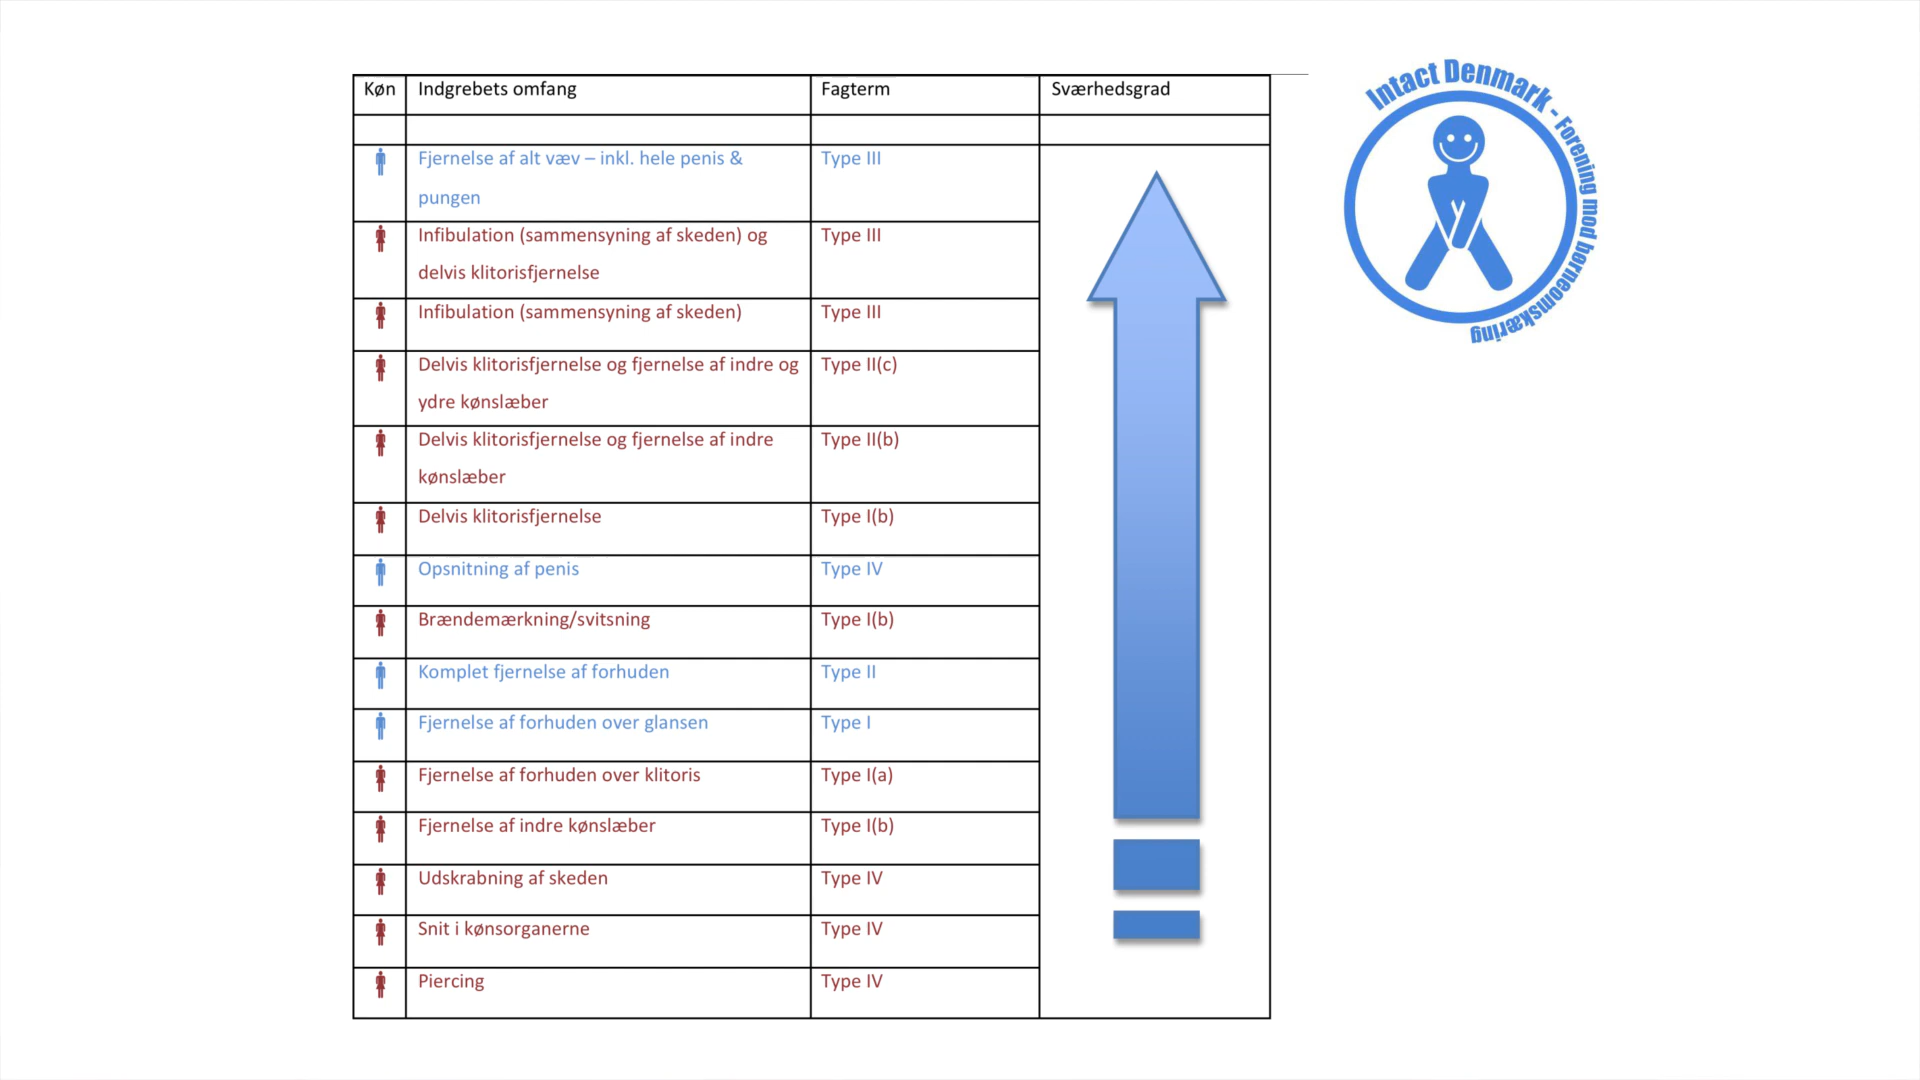 Køn Indgrebets omfang Fagterm Sværhedsgrad
Fjernelse af alt væv – inkl. hele penis & Type III
pungen
Infibulation (sammensyning af skeden) og Type III
delvis klitorisfjernelse
Infibulation (sammensyning af skeden) Type III
Delvis klitorisfjernelse og fjernelse af indre og Type II(c)
ydre kønslæber
Delvis klitorisfjernelse og fjernelse af indre Type II(b)
kønslæber
Delvis klitorisfjernelse Type I(b)
Opsnitning af penis Type IV
Brændemærkning/svitsning Type I(b)
Komplet fjernelse af forhuden Type II
Fjernelse af forhuden over glansen Type I
Fjernelse af forhuden over klitoris Type I(a)
Fjernelse af indre kønslæber Type I(b)
Udskrabning af skeden Type IV
Snit i kønsorganerne Type IV
Piercing Type IV
Intact Denmark - Forening mod børneomskæring